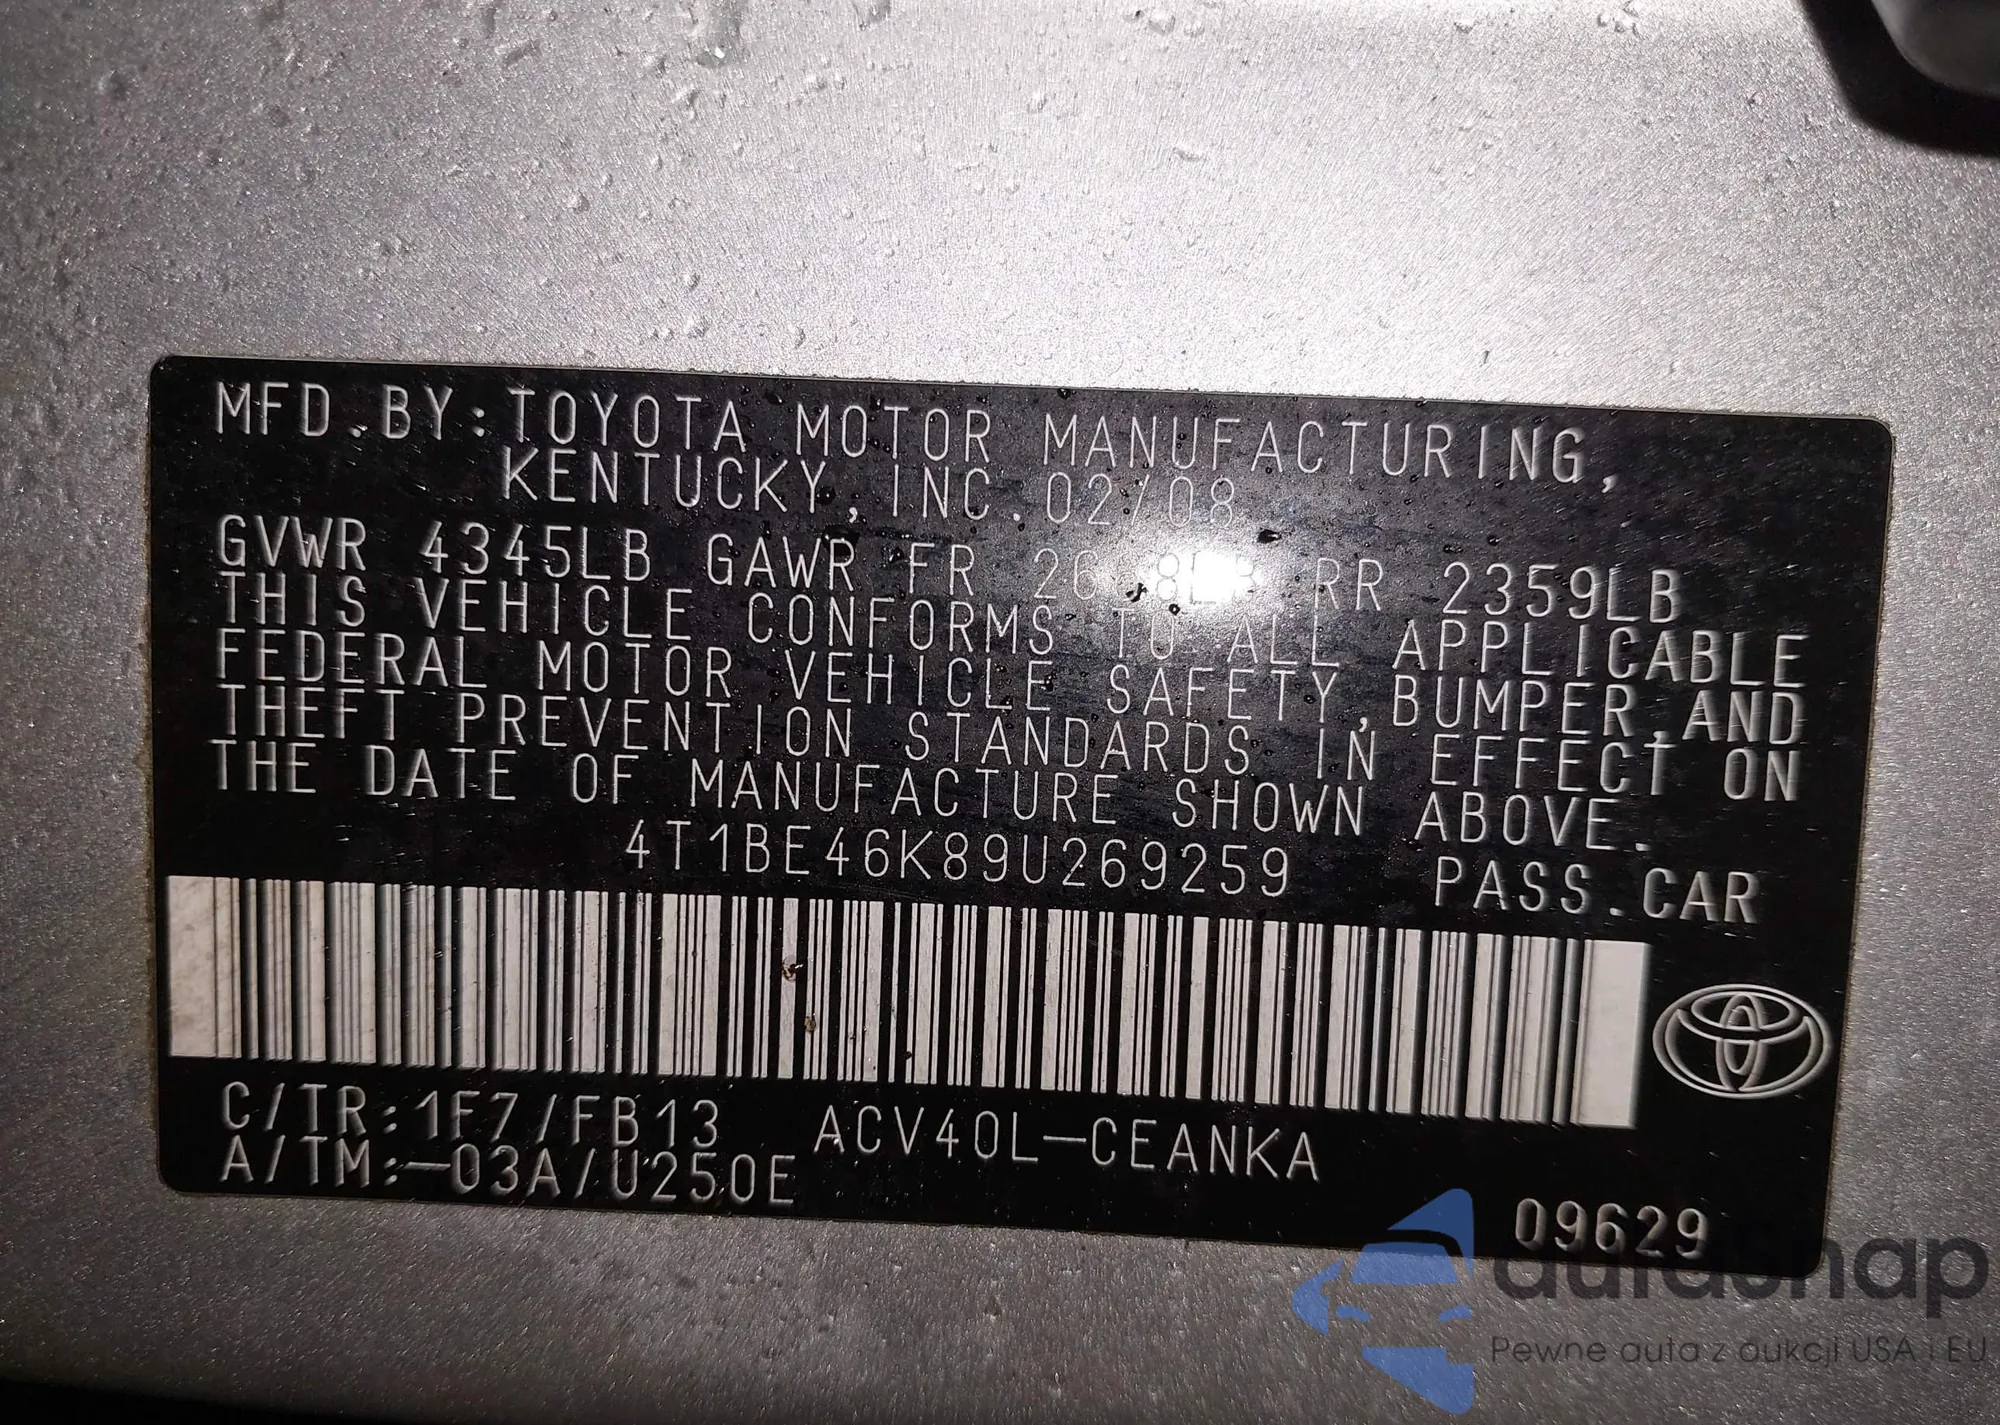 MFD.BY:TOYOTA MOTOR MANUFACTURING,
KENTUCKY,INC.02/08
GVWR 4345LB GAWR FR RR 2359LB
THIS VEHICLE CONFORMS TO ALL APPLICABLE
FEDERAL MOTOR VEHICLE SAFETY,BUMPER,AND
THEFT PREVENTION STANDARDS IN EFFECT ON
THE DATE OF MANUFACTURE SHOWN ABOVE.
4T1BE46K89U269259 PASS.CAR
C/TR:1F7/FB13 ACV40L-CEANKA
A/TM:-03A/U250E
09629
autasnap
Pewne auta z aukcji USA i EU